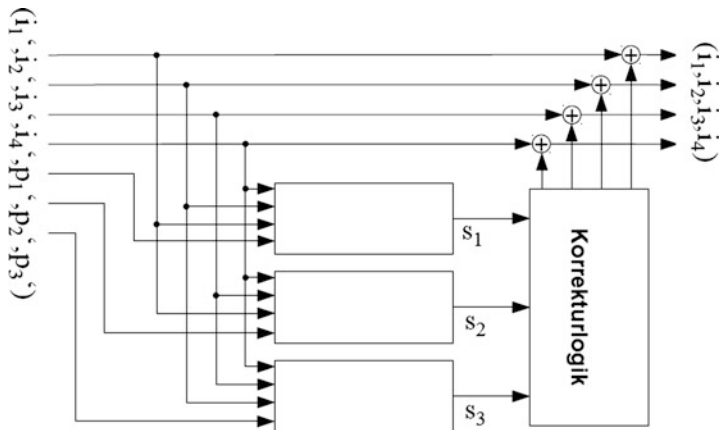 (i₁‘,i₂‘,i₃‘,i₄‘,p₁‘,p₂‘,p₃‘)
(i₁,i₂,i₃,i₄)
s₁
s₂
s₃
Korrekturlogik